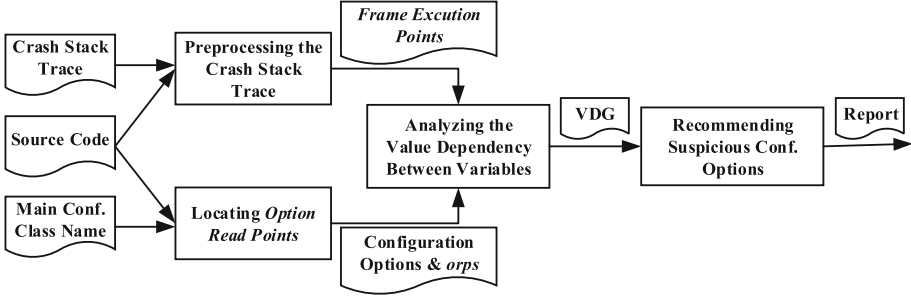 Crash Stack
Trace
Source Code
Main Conf.
Class Name
Preprocessing the
Crash Stack
Trace
Locating Option
Read Points
Frame Excution
Points
Configuration
Options & orps
Analyzing the
Value Dependency
Between Variables
VDG
Recommending
Suspicious Conf.
Options
Report